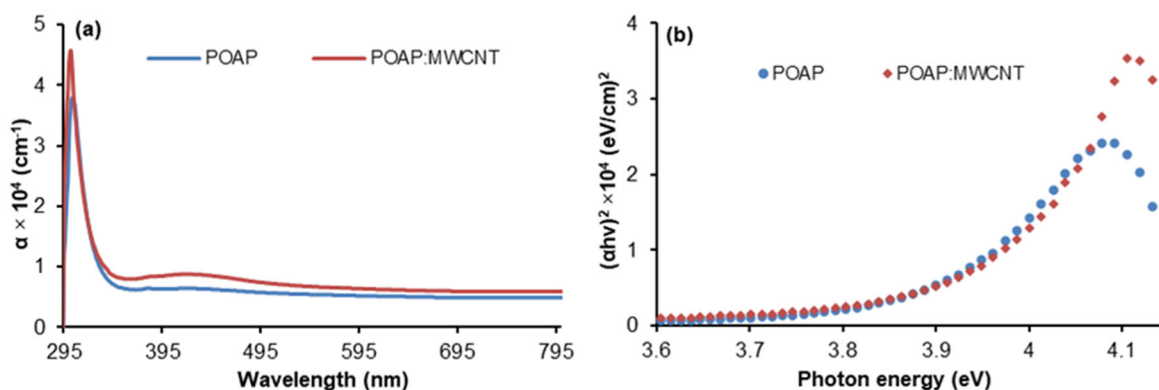 (a)
POAP
POAP:MWCNT
α × 10⁴ (cm⁻¹)
5
4
3
2
1
0
295
395
495
595
695
795
Wavelength (nm)
(b)
POAP
POAP:MWCNT
(αhv)² ×10⁴ (eV/cm)²
4
3
2
1
0
3.6
3.7
3.8
3.9
4
4.1
Photon energy (eV)